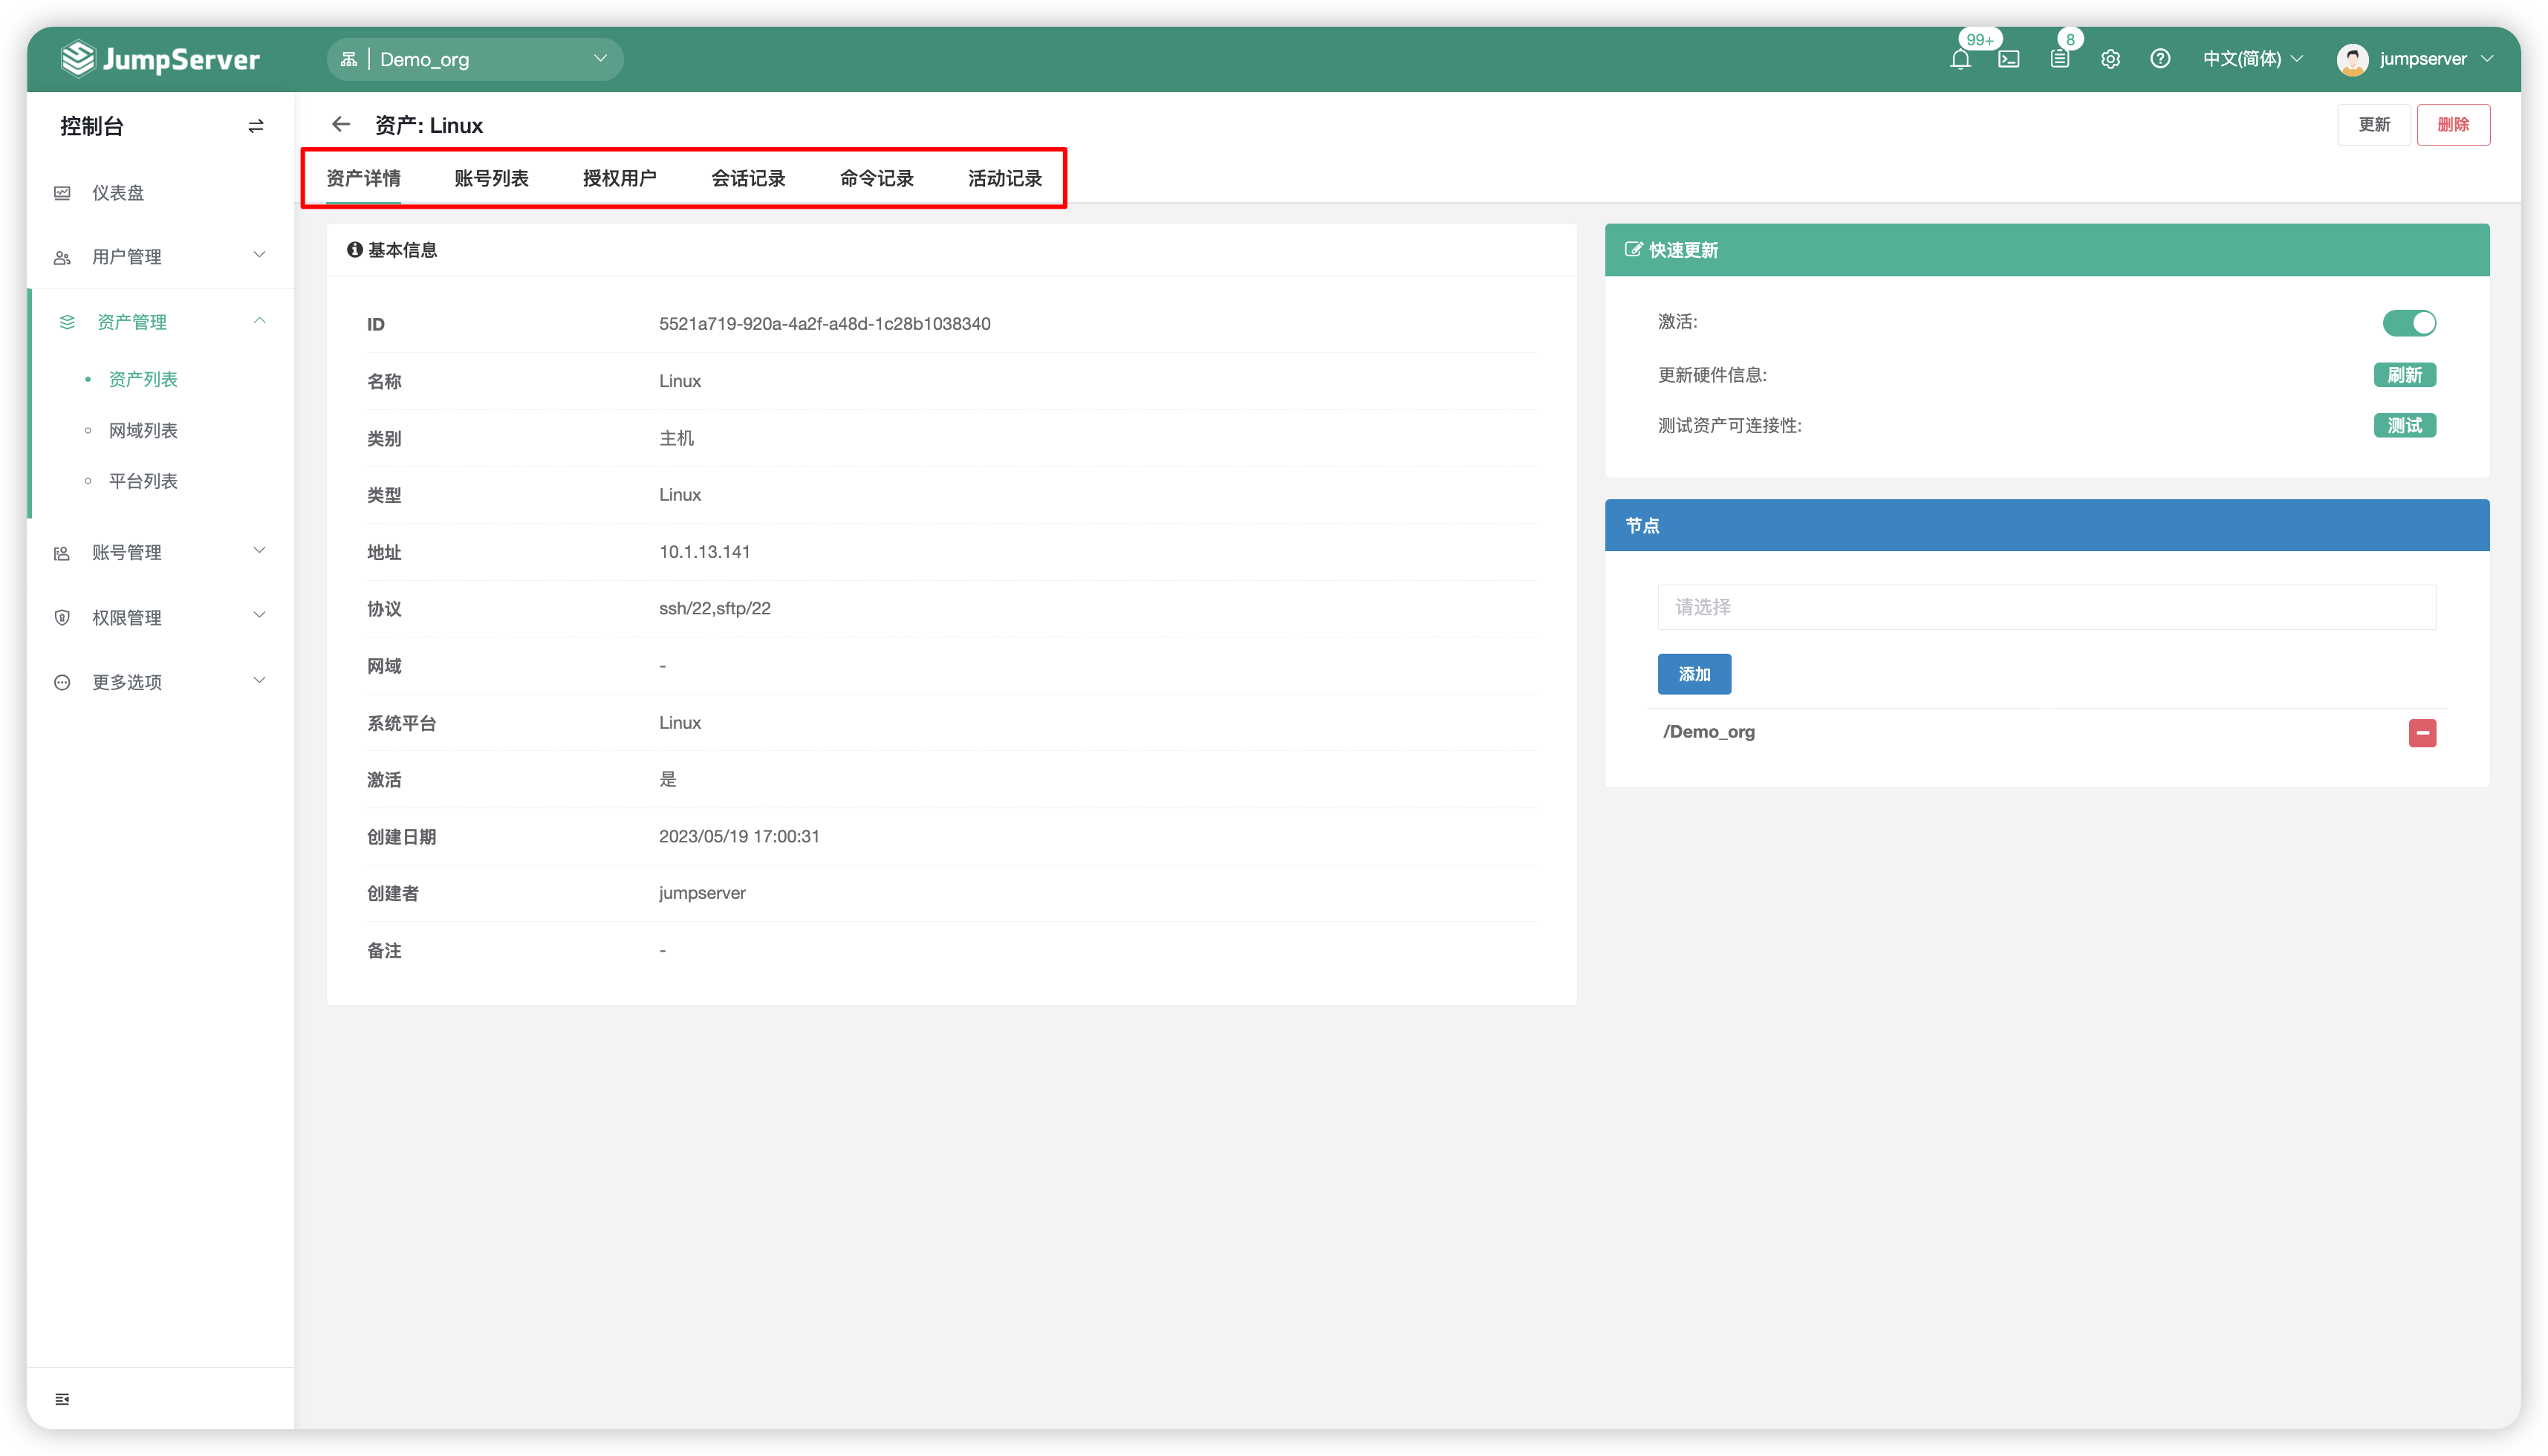 JumpServer
Demo_org
99+
8
中文(简体)
jumpserver
控制台
资产: Linux
更新
删除
资产详情
账号列表
授权用户
会话记录
命令记录
活动记录
仪表盘
用户管理
资产管理
资产列表
网域列表
平台列表
账号管理
权限管理
更多选项
基本信息
ID 5521a719-920a-4a2f-a48d-1c28b1038340
名称 Linux
类别 主机
类型 Linux
地址 10.1.13.141
协议 ssh/22,sftp/22
网域 -
系统平台 Linux
激活 是
创建日期 2023/05/19 17:00:31
创建者 jumpserver
备注 -
快速更新
激活:
更新硬件信息: 刷新
测试资产可连接性: 测试
节点
请选择
添加
/Demo_org